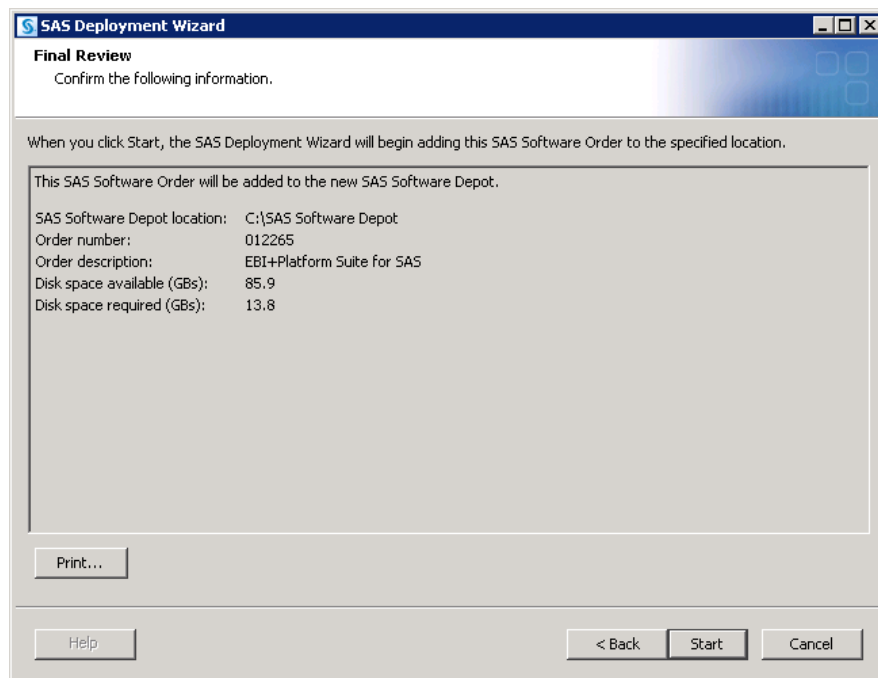 SAS Deployment Wizard
Final Review
Confirm the following information.
When you click Start, the SAS Deployment Wizard will begin adding this SAS Software Order to the specified location.
This SAS Software Order will be added to the new SAS Software Depot.
SAS Software Depot location: C:\SAS Software Depot
Order number: 012265
Order description: EBI+Platform Suite for SAS
Disk space available (GBs): 85.9
Disk space required (GBs): 13.8
Print...
Help < Back Start Cancel